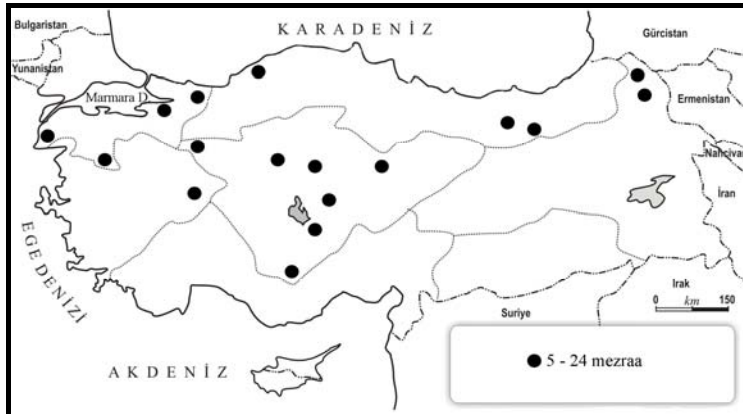 Bulgaristan
KARADENİZ
Gürcistan
Yunanistan
Marmara D.
Ermenistan
Nahcivan
İran
EGE DENİZİ
Irak
0 km 150
Suriye
AKDENİZ
5 - 24 mezraa